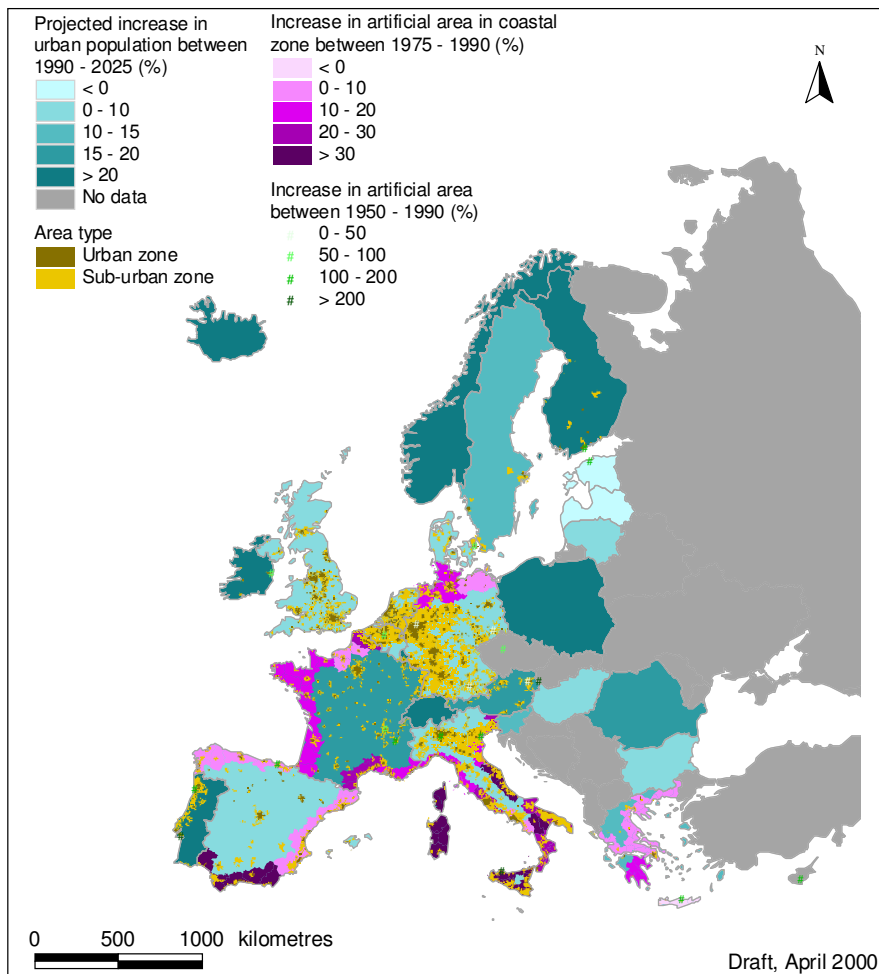 Projected increase in
urban population between
1990 - 2025 (%)
< 0
0 - 10
10 - 15
15 - 20
> 20
No data
Area type
Urban zone
Sub-urban zone
Increase in artificial area in coastal
zone between 1975 - 1990 (%)
< 0
0 - 10
10 - 20
20 - 30
> 30
Increase in artificial area
between 1950 - 1990 (%)
# 0 - 50
# 50 - 100
# 100 - 200
# > 200
N
0 500 1000 kilometres
Draft, April 2000